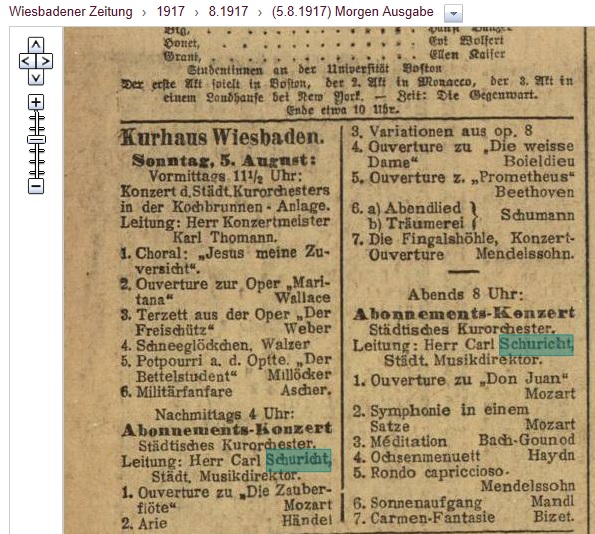 Wiesbadener Zeitung › 1917 › 8.1917 › (5.8.1917) Morgen Ausgabe
Honet, Evi Wolfert
Grant, Ellen Kaiser
Studentinnen an der Universität Boston
Der erste Akt spielt in Boston, der 2. Akt in Monacco, der 3. Akt in
einem Landhause bei New York. — Zeit: Die Gegenwart.
Ende etwa 10 Uhr.
Kurhaus Wiesbaden.
Sonntag, 5. August:
Vormittags 11½ Uhr:
Konzert d. Städt. Kurorchesters
in der Kochbrunnen-Anlage.
Leitung: Herr Konzertmeister
Karl Thomann.
1. Choral: „Jesus meine Zu-
versicht“.
2. Ouverture zur Oper „Mari-
tana“ Wallace
3. Terzett aus der Oper „Der
Freischütz“ Weber
4. Schneeglöckchen, Walzer
5. Potpourri a. d. Optte. „Der
Bettelstudent“ Millöcker
6. Militärfanfare Ascher.
Nachmittags 4 Uhr:
Abonnements-Konzert
Städtisches Kurorchester.
Leitung: Herr Carl Schuricht,
Städt. Musikdirektor.
1. Ouverture zu „Die Zauber-
flöte“ Mozart
2. Arie Händel
3. Variationen aus op. 8
4. Ouverture zu „Die weisse
Dame“ Boieldieu
5. Ouverture z. „Prometheus“
Beethoven
6. a) Abendlied } Schumann
b) Träumerei }
7. Die Fingalshöhle, Konzert-
Ouverture Mendelssohn.
Abends 8 Uhr:
Abonnements-Konzert
Städtisches Kurorchester.
Leitung: Herr Carl Schuricht,
Städt. Musikdirektor.
1. Ouverture zu „Don Juan“
Mozart
2. Symphonie in einem
Satze Mozart
3. Méditation Bach-Gounod
4. Ochsenmenuett Haydn
5. Rondo capriccioso
Mendelssohn
6. Sonnenaufgang Mandl
7. Carmen-Fantasie Bizet.